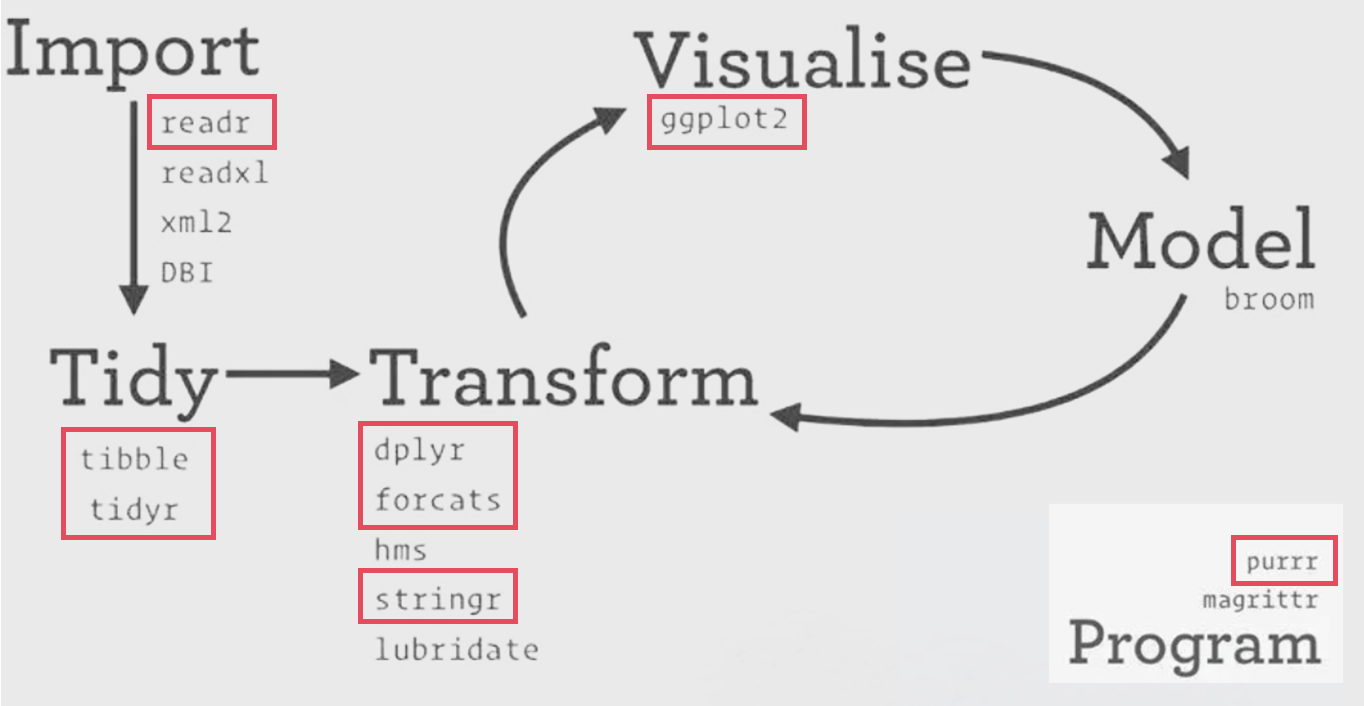 Import
readr
readxl
xml2
DBI
Tidy
tibble
tidyr
Transform
dplyr
forcats
hms
stringr
lubridate
Visualise
ggplot2
Model
broom
purrr
magrittr
Program